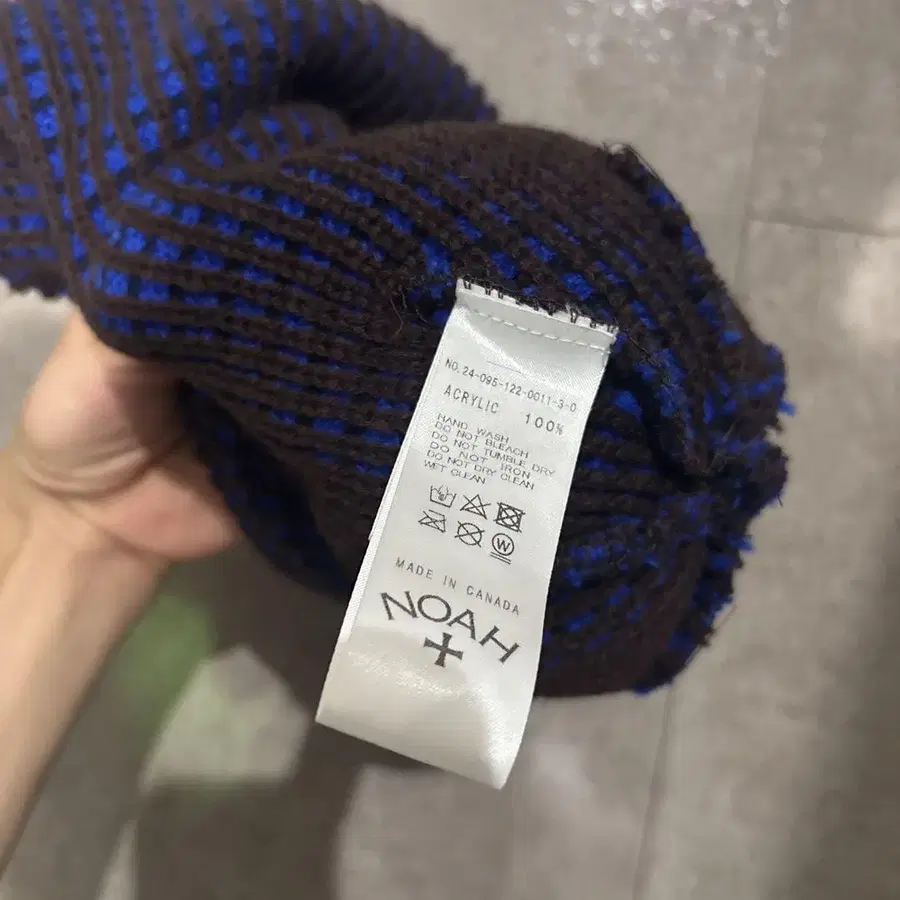 NO.24-095-122-0011-3-0
ACRYLIC 100%
HAND WASH
DO NOT BLEACH
DO NOT TUMBLE DRY
DO NOT IRON
DO NOT DRY CLEAN
WET CLEAN
W
MADE IN CANADA
NOAH